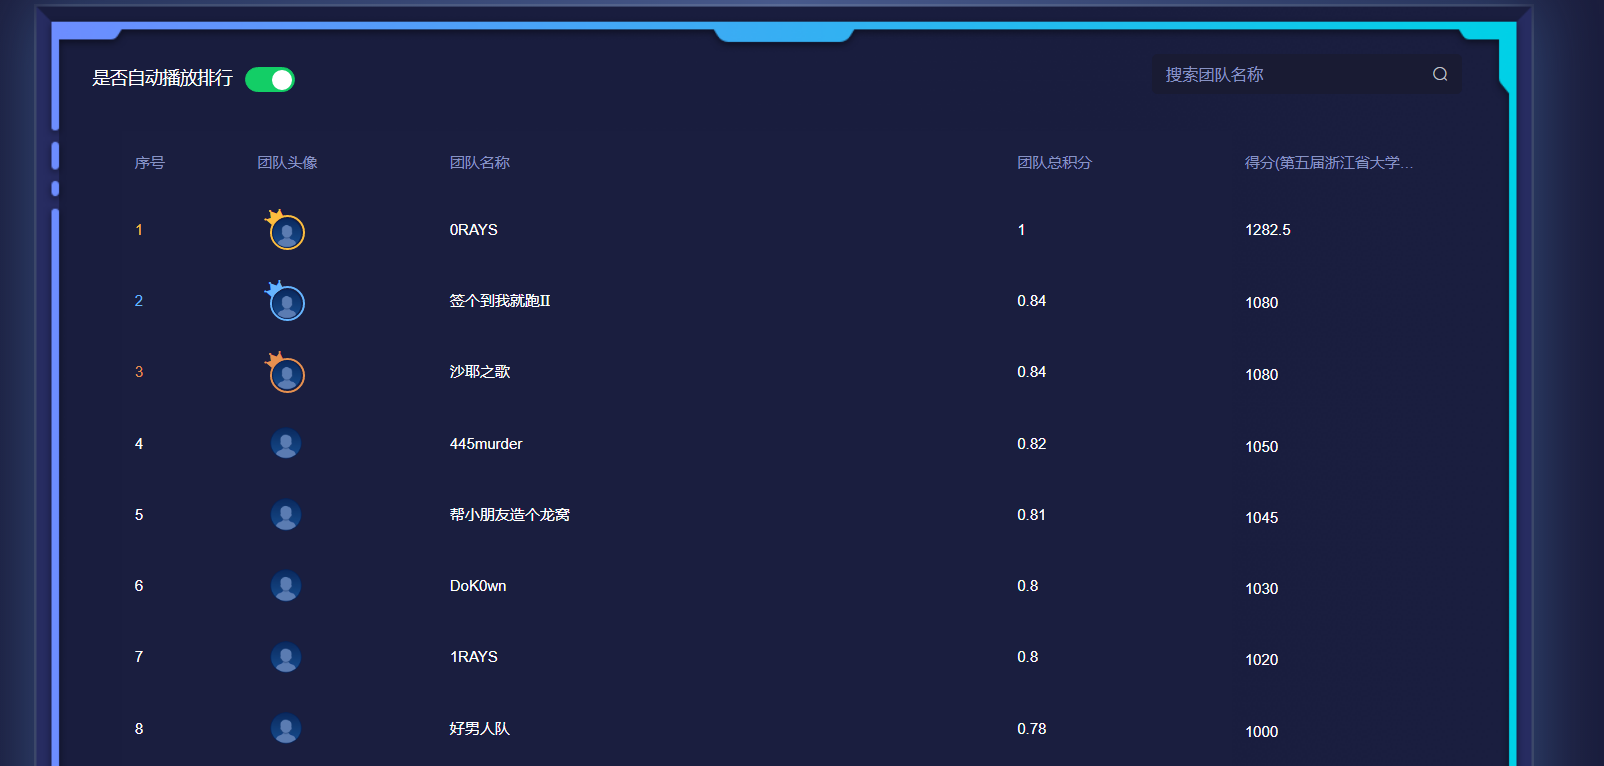 是否自动播放排行
搜索团队名称
序号 团队头像 团队名称 团队总积分 得分(第五届浙江省大学...
1 0RAYS 1 1282.5
2 签个到我就跑II 0.84 1080
3 沙耶之歌 0.84 1080
4 445murder 0.82 1050
5 帮小朋友造个龙窝 0.81 1045
6 DoK0wn 0.8 1030
7 1RAYS 0.8 1020
8 好男人队 0.78 1000